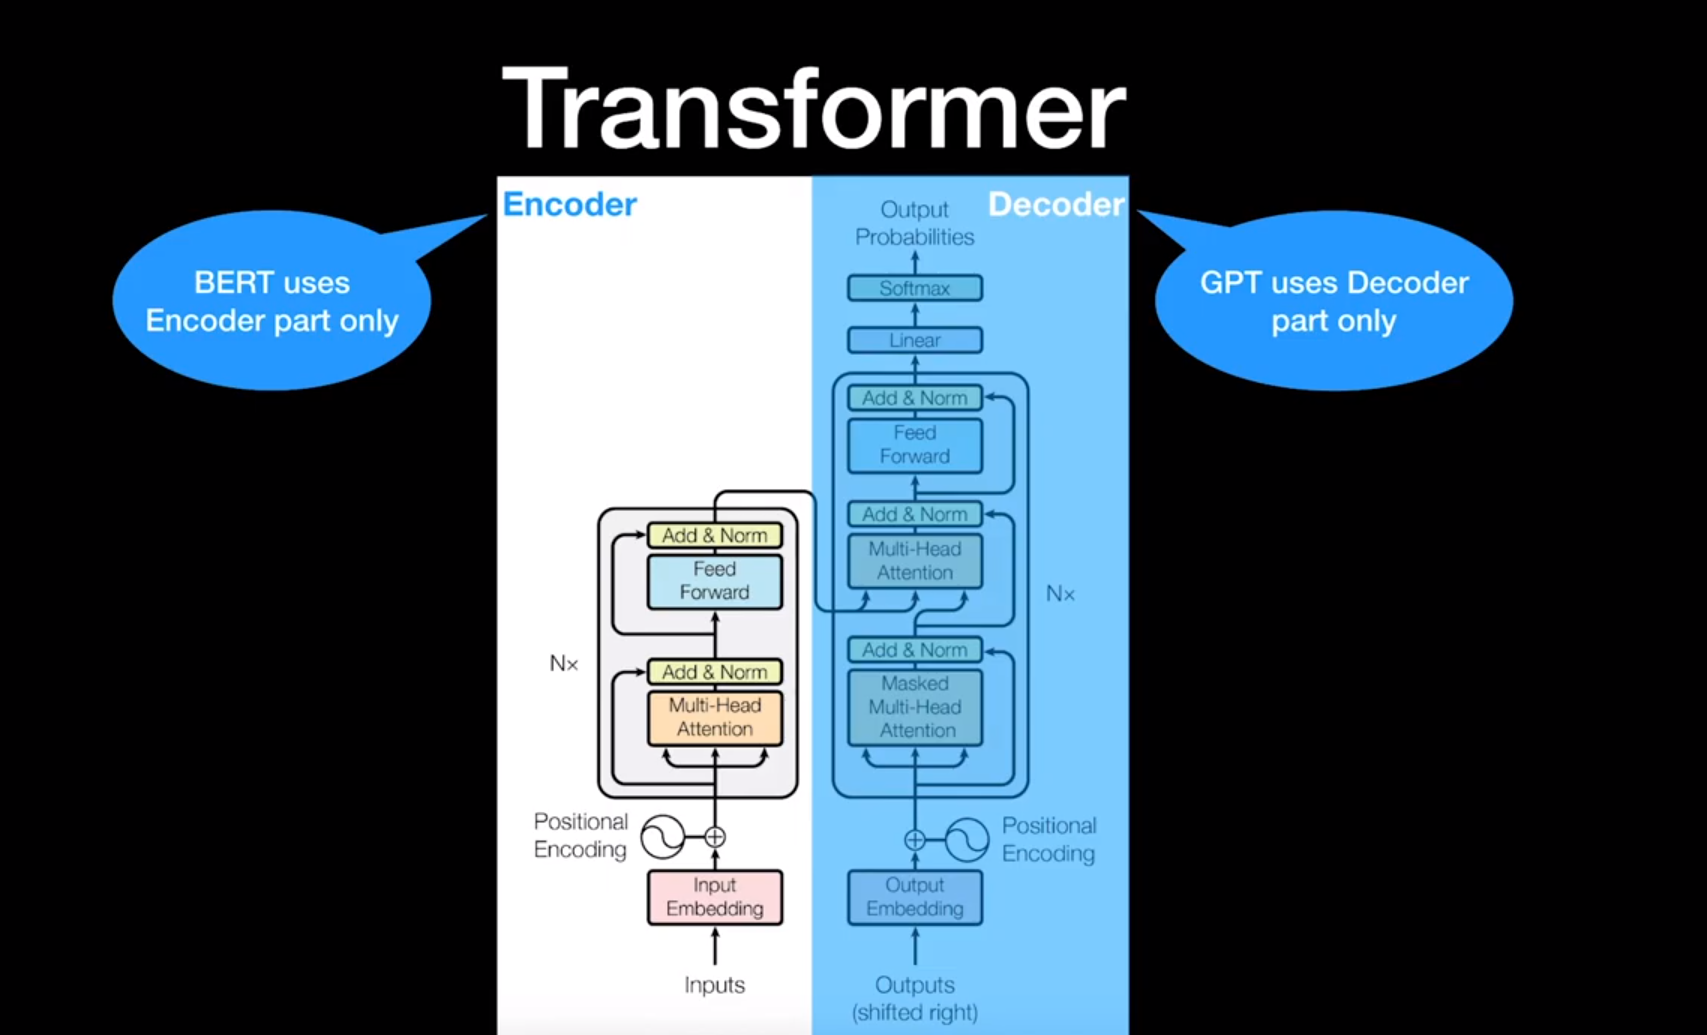 Transformer
Encoder
Decoder
BERT uses
Encoder part only
GPT uses Decoder
part only
Output
Probabilities
Softmax
Linear
Add & Norm
Feed
Forward
Add & Norm
Multi-Head
Attention
Nx
Add & Norm
Masked
Multi-Head
Attention
Positional
Encoding
Output
Embedding
Outputs
(shifted right)
Add & Norm
Feed
Forward
Nx
Add & Norm
Multi-Head
Attention
Positional
Encoding
Input
Embedding
Inputs